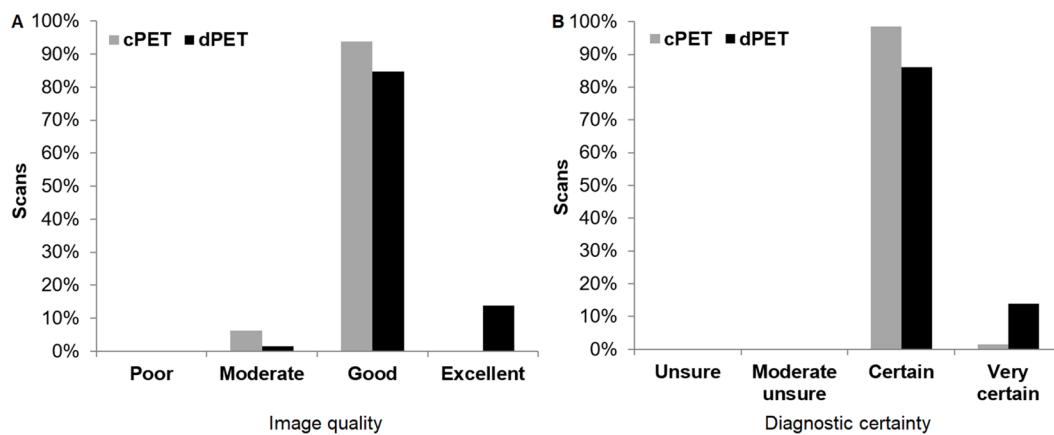 A
cPET dPET
100%
90%
80%
70%
60%
50%
40%
30%
20%
10%
0%
Scans
Poor Moderate Good Excellent
Image quality
B
cPET dPET
100%
90%
80%
70%
60%
50%
40%
30%
20%
10%
0%
Scans
Unsure Moderate Certain Very
unsure certain
Diagnostic certainty